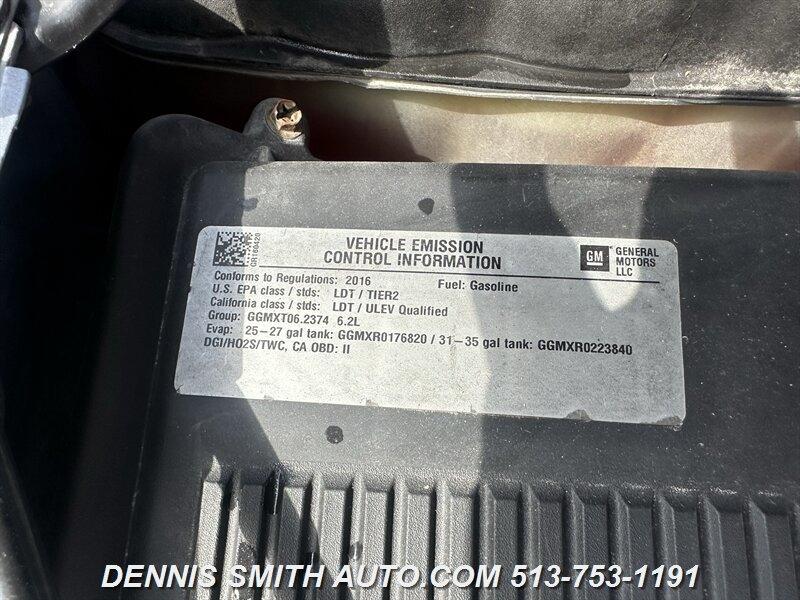 VEHICLE EMISSION
CONTROL INFORMATION
GM
GENERAL
MOTORS
LLC
Conforms to Regulations: 2016 Fuel: Gasoline
U.S. EPA class / stds: LDT / TIER2
California class / stds: LDT / ULEV Qualified
Group: GGMXT06.2374 6.2L
Evap: 25-27 gal tank: GGMXR0176820 / 31-35 gal tank: GGMXR0223840
DGI/HO2S/TWC, CA OBD: II
DENNIS SMITH AUTO.COM 513-753-1191